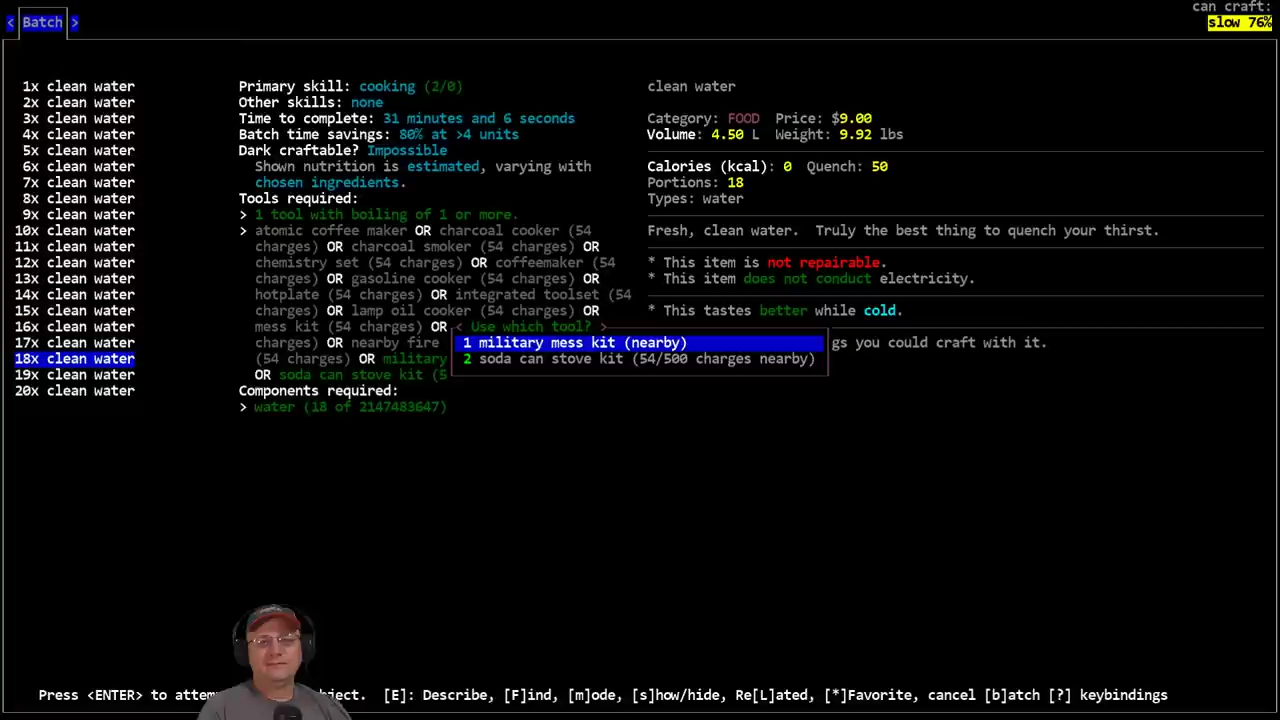 can craft:
< Batch >
slow 76%
1x clean water
2x clean water
3x clean water
4x clean water
5x clean water
6x clean water
7x clean water
8x clean water
9x clean water
10x clean water
11x clean water
12x clean water
13x clean water
14x clean water
15x clean water
16x clean water
17x clean water
18x clean water
19x clean water
20x clean water
Primary skill: cooking (2/0)
Other skills: none
Time to complete: 31 minutes and 6 seconds
Batch time savings: 80% at >4 units
Dark craftable? Impossible
Shown nutrition is estimated, varying with
chosen ingredients.
Tools required:
> 1 tool with boiling of 1 or more.
> atomic coffee maker OR charcoal cooker (54
charges) OR charcoal smoker (54 charges) OR
chemistry set (54 charges) OR coffeemaker (54
charges) OR gasoline cooker (54 charges) OR
hotplate (54 charges) OR integrated toolset (54
charges) OR lamp oil cooker (54 charges) OR
mess kit (54 charges) OR
charges) OR nearby fire
(54 charges) OR military
OR soda can stove kit (5
Components required:
> water (18 of 2147483647)
< Use which tool? >
1 military mess kit (nearby)
2 soda can stove kit (54/500 charges nearby)
clean water
Category: FOOD Price: $9.00
Volume: 4.50 L Weight: 9.92 lbs
Calories (kcal): 0 Quench: 50
Portions: 18
Types: water
Fresh, clean water. Truly the best thing to quench your thirst.
* This item is not repairable.
* This item does not conduct electricity.
* This tastes better while cold.
gs you could craft with it.
Press <ENTER> to attem ject. [E]: Describe, [F]ind, [m]ode, [s]how/hide, Re[L]ated, [*]Favorite, cancel [b]atch [?] keybindings